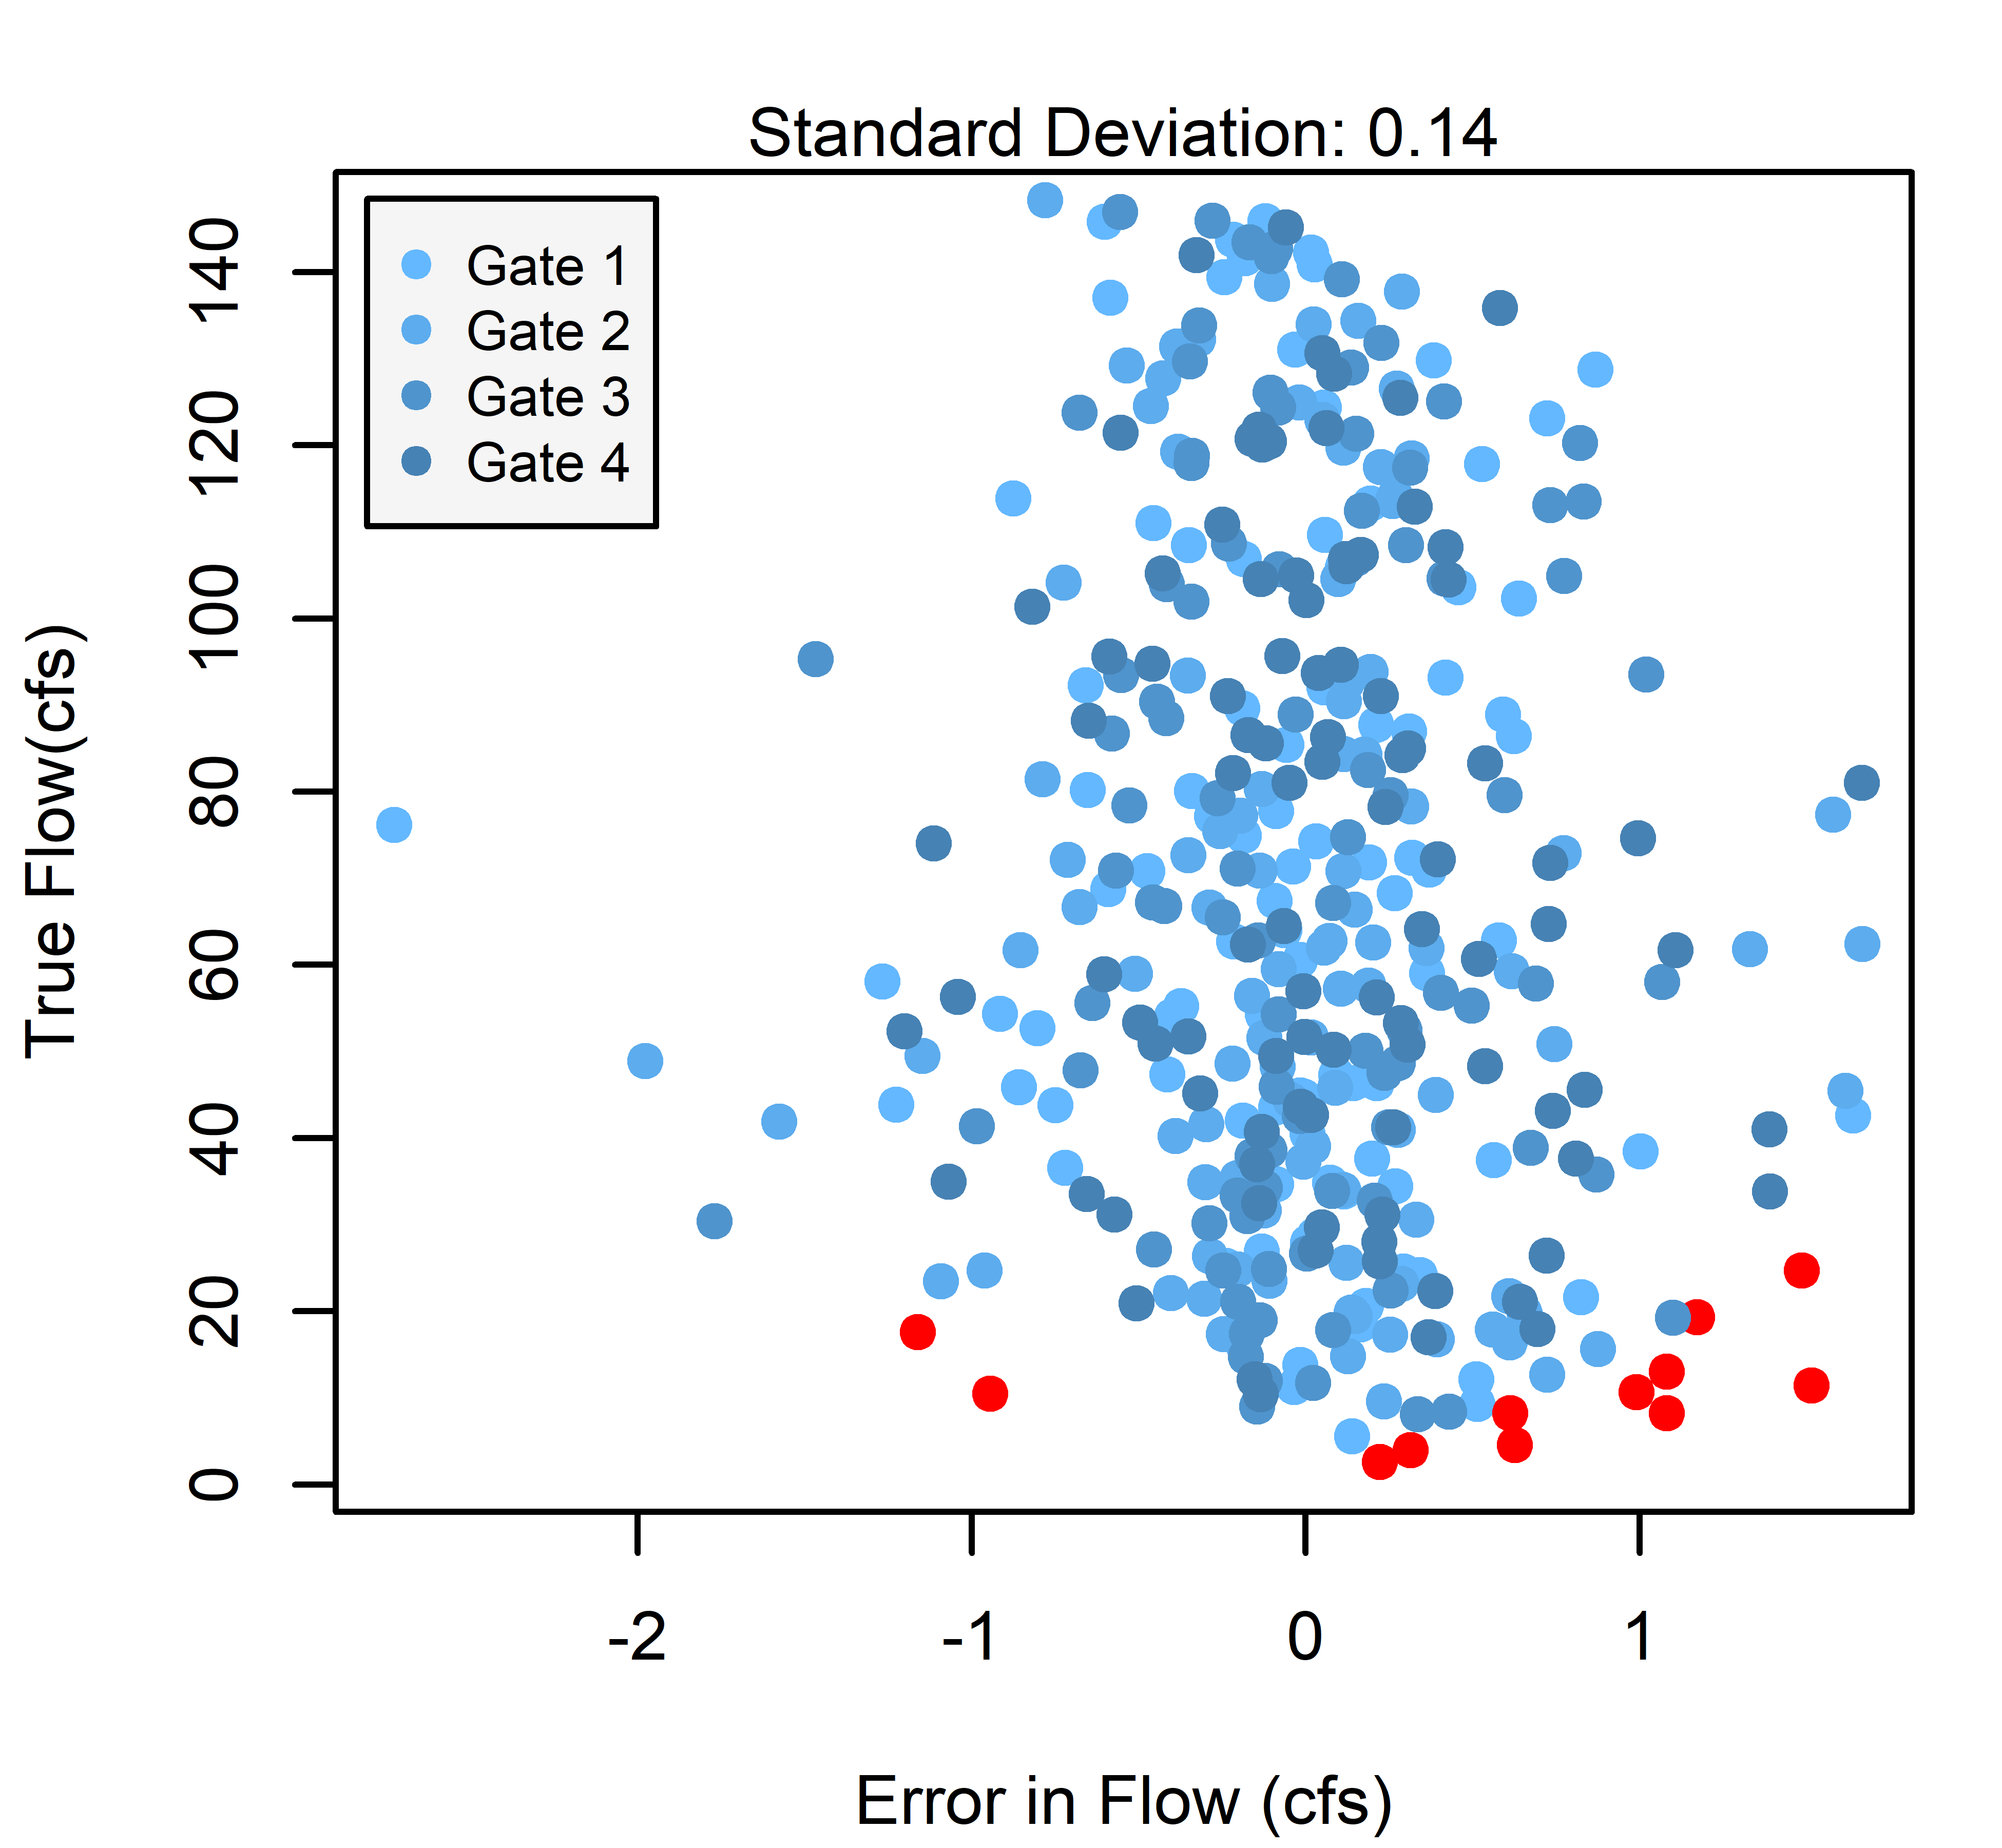 Standard Deviation: 0.14
Gate 1
Gate 2
Gate 3
Gate 4
True Flow(cfs)
140
120
100
80
60
40
20
0
-2 -1 0 1
Error in Flow (cfs)